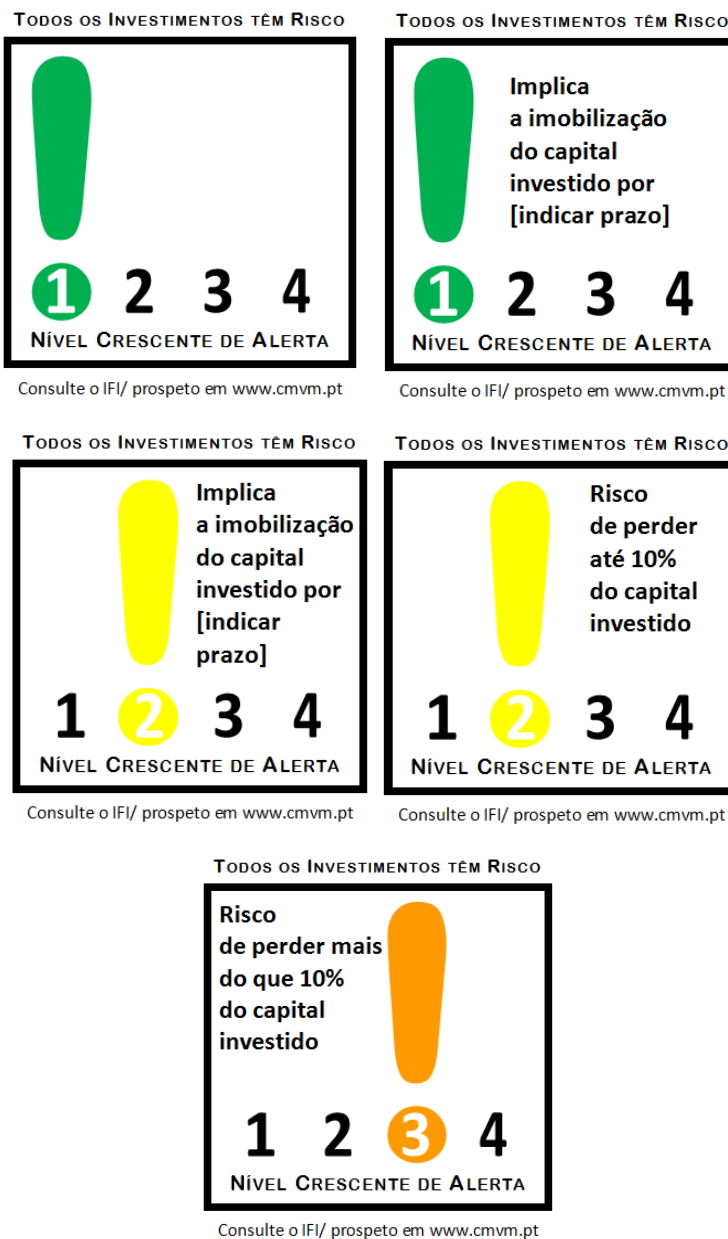 TODOS OS INVESTIMENTOS TÊM RISCO
Implica
a imobilização
do capital
investido por
[indicar prazo]
1 2 3 4
NÍVEL CRESCENTE DE ALERTA
Consulte o IFI/ prospeto em www.cmvm.pt
TODOS OS INVESTIMENTOS TÊM RISCO
1 2 3 4
NÍVEL CRESCENTE DE ALERTA
Consulte o IFI/ prospeto em www.cmvm.pt
TODOS OS INVESTIMENTOS TÊM RISCO
Implica
a imobilização
do capital
investido por
[indicar
prazo]
1 2 3 4
NÍVEL CRESCENTE DE ALERTA
Consulte o IFI/ prospeto em www.cmvm.pt
TODOS OS INVESTIMENTOS TÊM RISCO
Risco
de perder
até 10%
do capital
investido
1 2 3 4
NÍVEL CRESCENTE DE ALERTA
Consulte o IFI/ prospeto em www.cmvm.pt
TODOS OS INVESTIMENTOS TÊM RISCO
Risco
de perder mais
do que 10%
do capital
investido
1 2 3 4
NÍVEL CRESCENTE DE ALERTA
Consulte o IFI/ prospeto em www.cmvm.pt